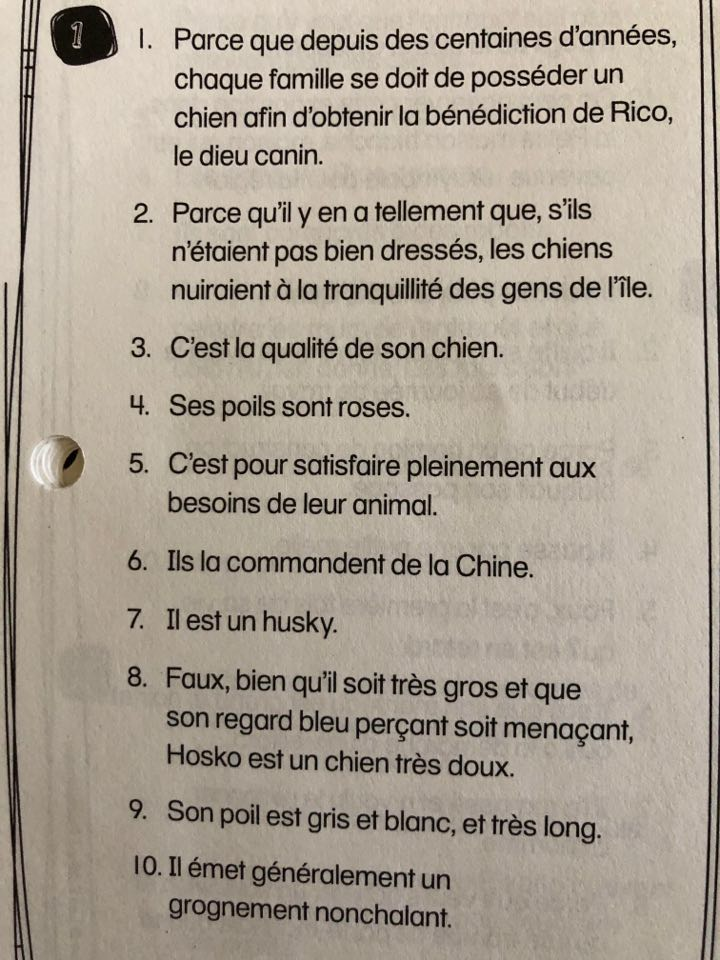 1
1. Parce que depuis des centaines d'années,
chaque famille se doit de posséder un
chien afin d'obtenir la bénédiction de Rico,
le dieu canin.
2. Parce qu'il y en a tellement que, s'ils
n'étaient pas bien dressés, les chiens
nuiraient à la tranquillité des gens de l'île.
3. C'est la qualité de son chien.
4. Ses poils sont roses.
5. C'est pour satisfaire pleinement aux
besoins de leur animal.
6. Ils la commandent de la Chine.
7. Il est un husky.
8. Faux, bien qu'il soit très gros et que
son regard bleu perçant soit menaçant,
Hosko est un chien très doux.
9. Son poil est gris et blanc, et très long.
10. Il émet généralement un
grognement nonchalant.